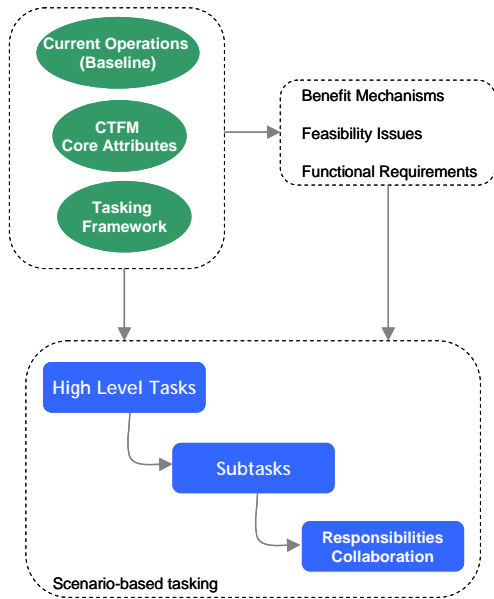 Current Operations
(Baseline)
CTFM
Core Attributes
Tasking
Framework
Benefit Mechanisms
Feasibility Issues
Functional Requirements
High Level Tasks
Subtasks
Responsibilities
Collaboration
Scenario-based tasking